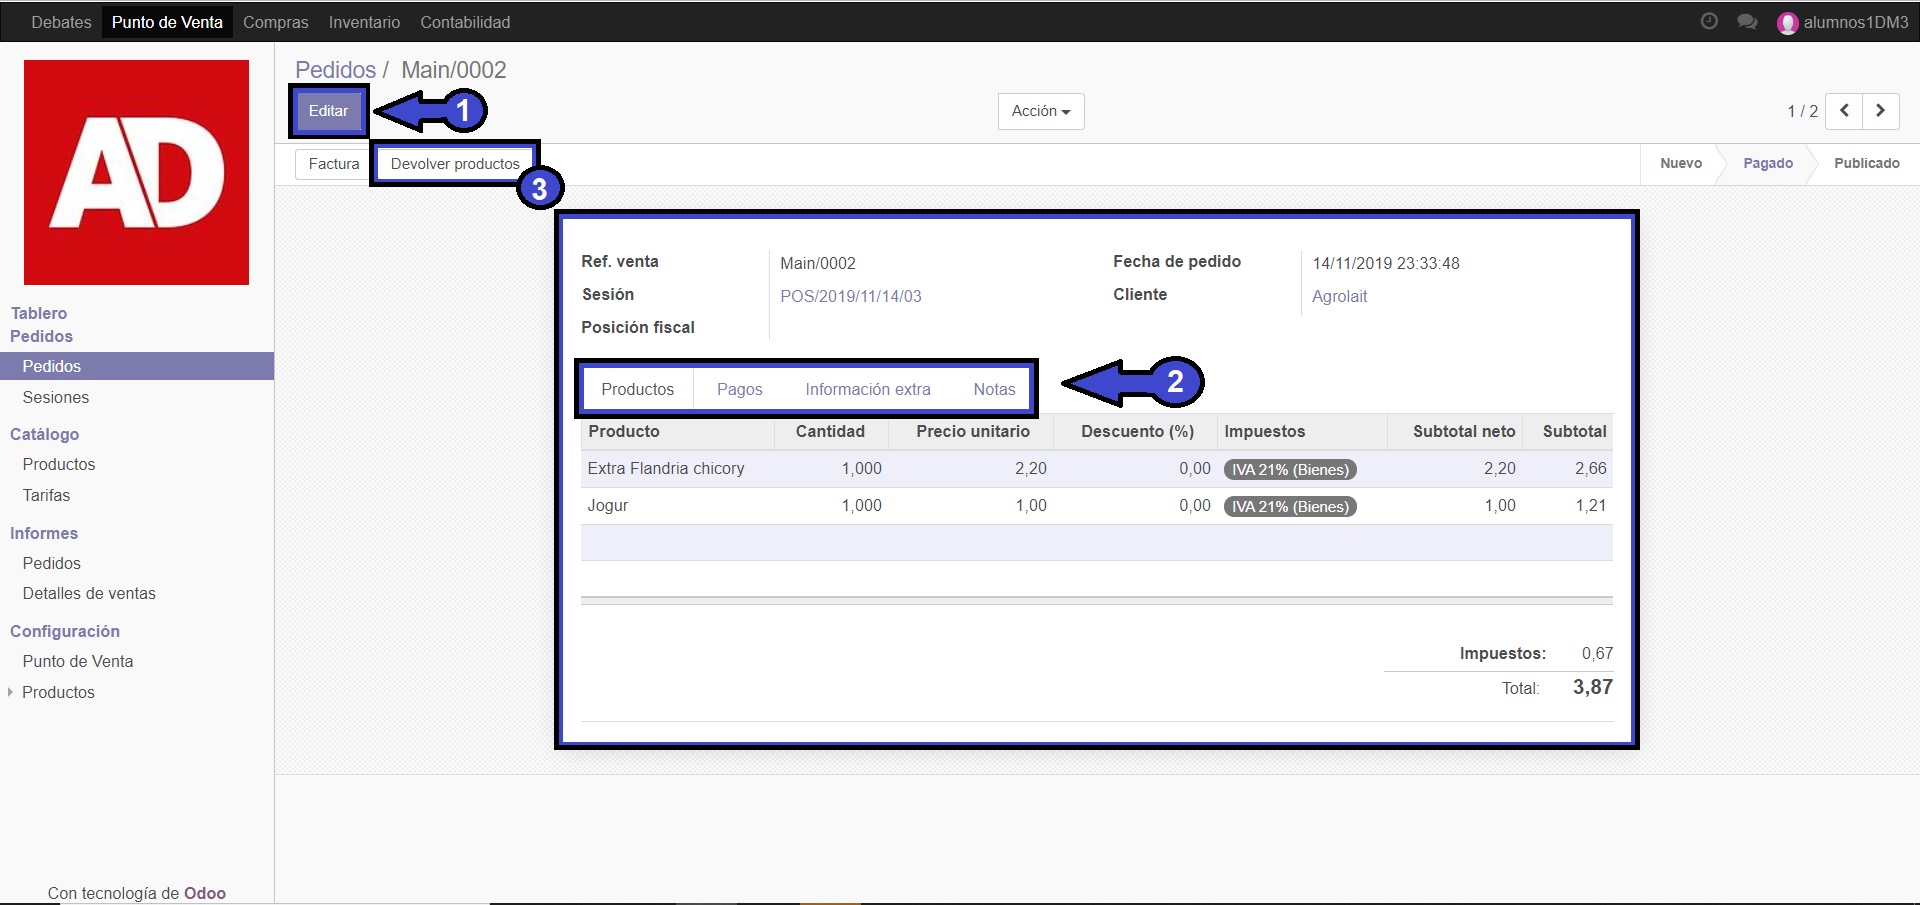 Debates Punto de Venta Compras Inventario Contabilidad alumnos1DM3
AD
Tablero
Pedidos
Pedidos
Sesiones
Catálogo
Productos
Tarifas
Informes
Pedidos
Detalles de ventas
Configuración
Punto de Venta
Productos
Con tecnología de Odoo
Pedidos / Main/0002
Editar 1 Acción 1 / 2
Factura Devolver productos Nuevo Pagado Publicado
3
Ref. venta Main/0002 Fecha de pedido 14/11/2019 23:33:48
Sesión POS/2019/11/14/03 Cliente Agrolait
Posición fiscal
Productos Pagos Información extra Notas 2
Producto Cantidad Precio unitario Descuento (%) Impuestos Subtotal neto Subtotal
Extra Flandria chicory 1,000 2,20 0,00 IVA 21% (Bienes) 2,20 2,66
Jogur 1,000 1,00 0,00 IVA 21% (Bienes) 1,00 1,21
Impuestos: 0,67
Total: 3,87